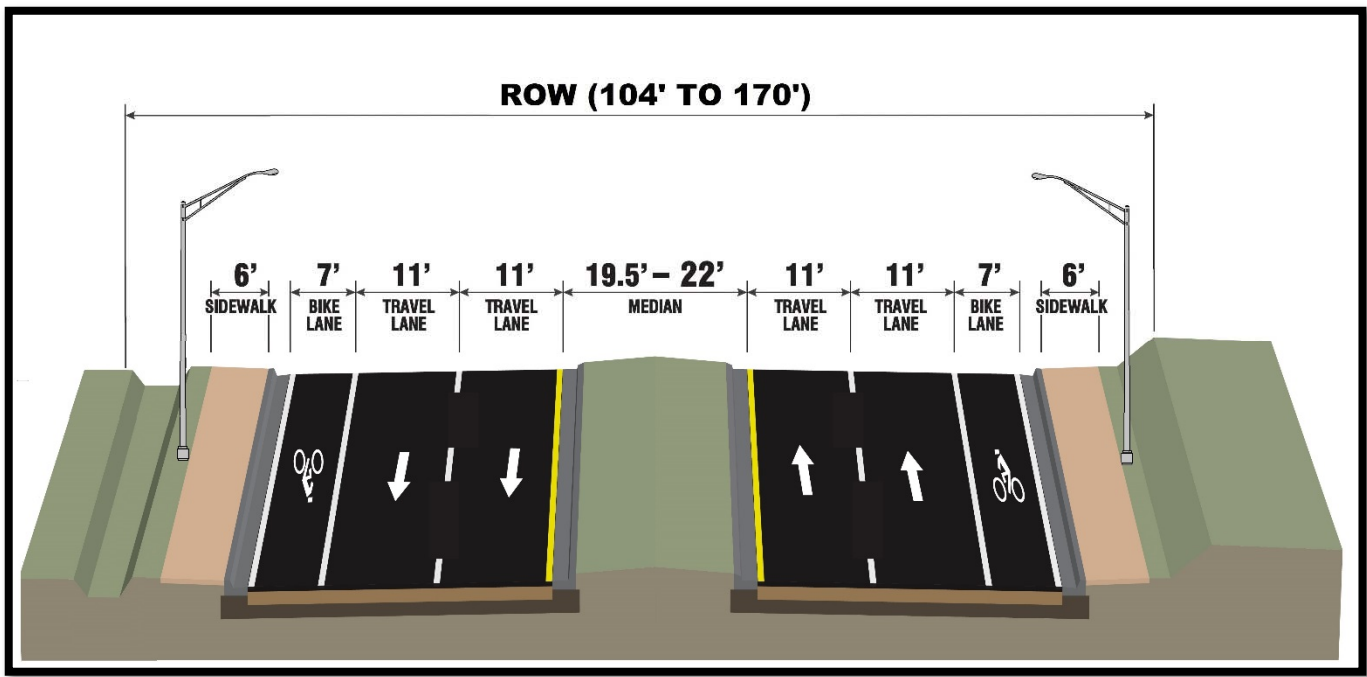 ROW (104' TO 170')
6’ 7’ 11’ 11’ 19.5’ – 22’ 11’ 11’ 7’ 6’
SIDEWALK BIKE LANE TRAVEL LANE TRAVEL LANE MEDIAN TRAVEL LANE TRAVEL LANE BIKE LANE SIDEWALK